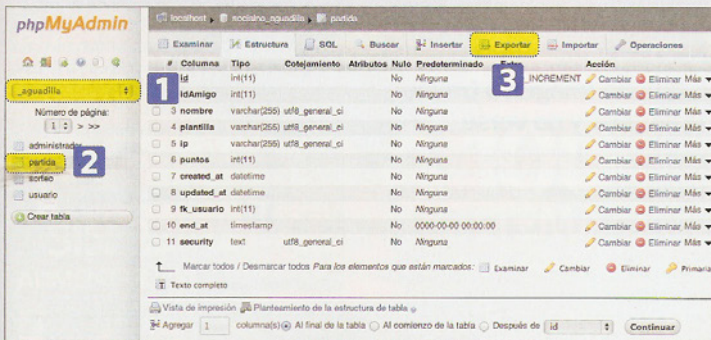 phpMyAdmin
localhost ▸ nocisino_aguadilla ▸ partida
Examinar Estructura SQL Buscar Insertar Exportar Importar Operaciones
# Columna Tipo Cotejamiento Atributos Nulo Predeterminado Extra Acción
_aguadilla
Número de página:
1 > >>
administrador
partida
sorteo
usuario
Crear tabla
1
2
3
id int(11) No Ninguna _INCREMENT Cambiar Eliminar Más
idAmigo int(11) No Ninguna Cambiar Eliminar Más
3 nombre varchar(255) utf8_general_ci No Ninguna Cambiar Eliminar Más
4 plantilla varchar(255) utf8_general_ci No Ninguna Cambiar Eliminar Más
5 ip varchar(255) utf8_general_ci No Ninguna Cambiar Eliminar Más
6 puntos int(11) No Ninguna Cambiar Eliminar Más
7 created_at datetime No Ninguna Cambiar Eliminar Más
8 updated_at datetime No Ninguna Cambiar Eliminar Más
9 fk_usuario int(11) No Ninguna Cambiar Eliminar Más
10 end_at timestamp No 0000-00-00 00:00:00 Cambiar Eliminar Más
11 security text utf8_general_ci No Ninguna Cambiar Eliminar Más
Marcar todos / Desmarcar todos Para los elementos que están marcados: Examinar Cambiar Eliminar Primaria
Texto completo
Vista de impresión Planteamiento de la estructura de tabla
Agregar 1 columna(s) Al final de la tabla Al comienzo de la tabla Después de id Continuar